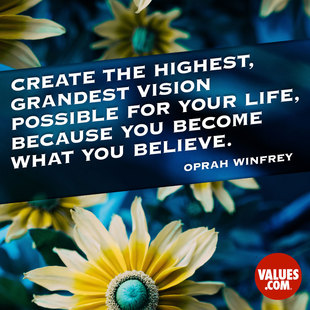 CREATE THE HIGHEST,
GRANDEST VISION
POSSIBLE FOR YOUR LIFE,
BECAUSE YOU BECOME
WHAT YOU BELIEVE.
OPRAH WINFREY
VALUES
.COM